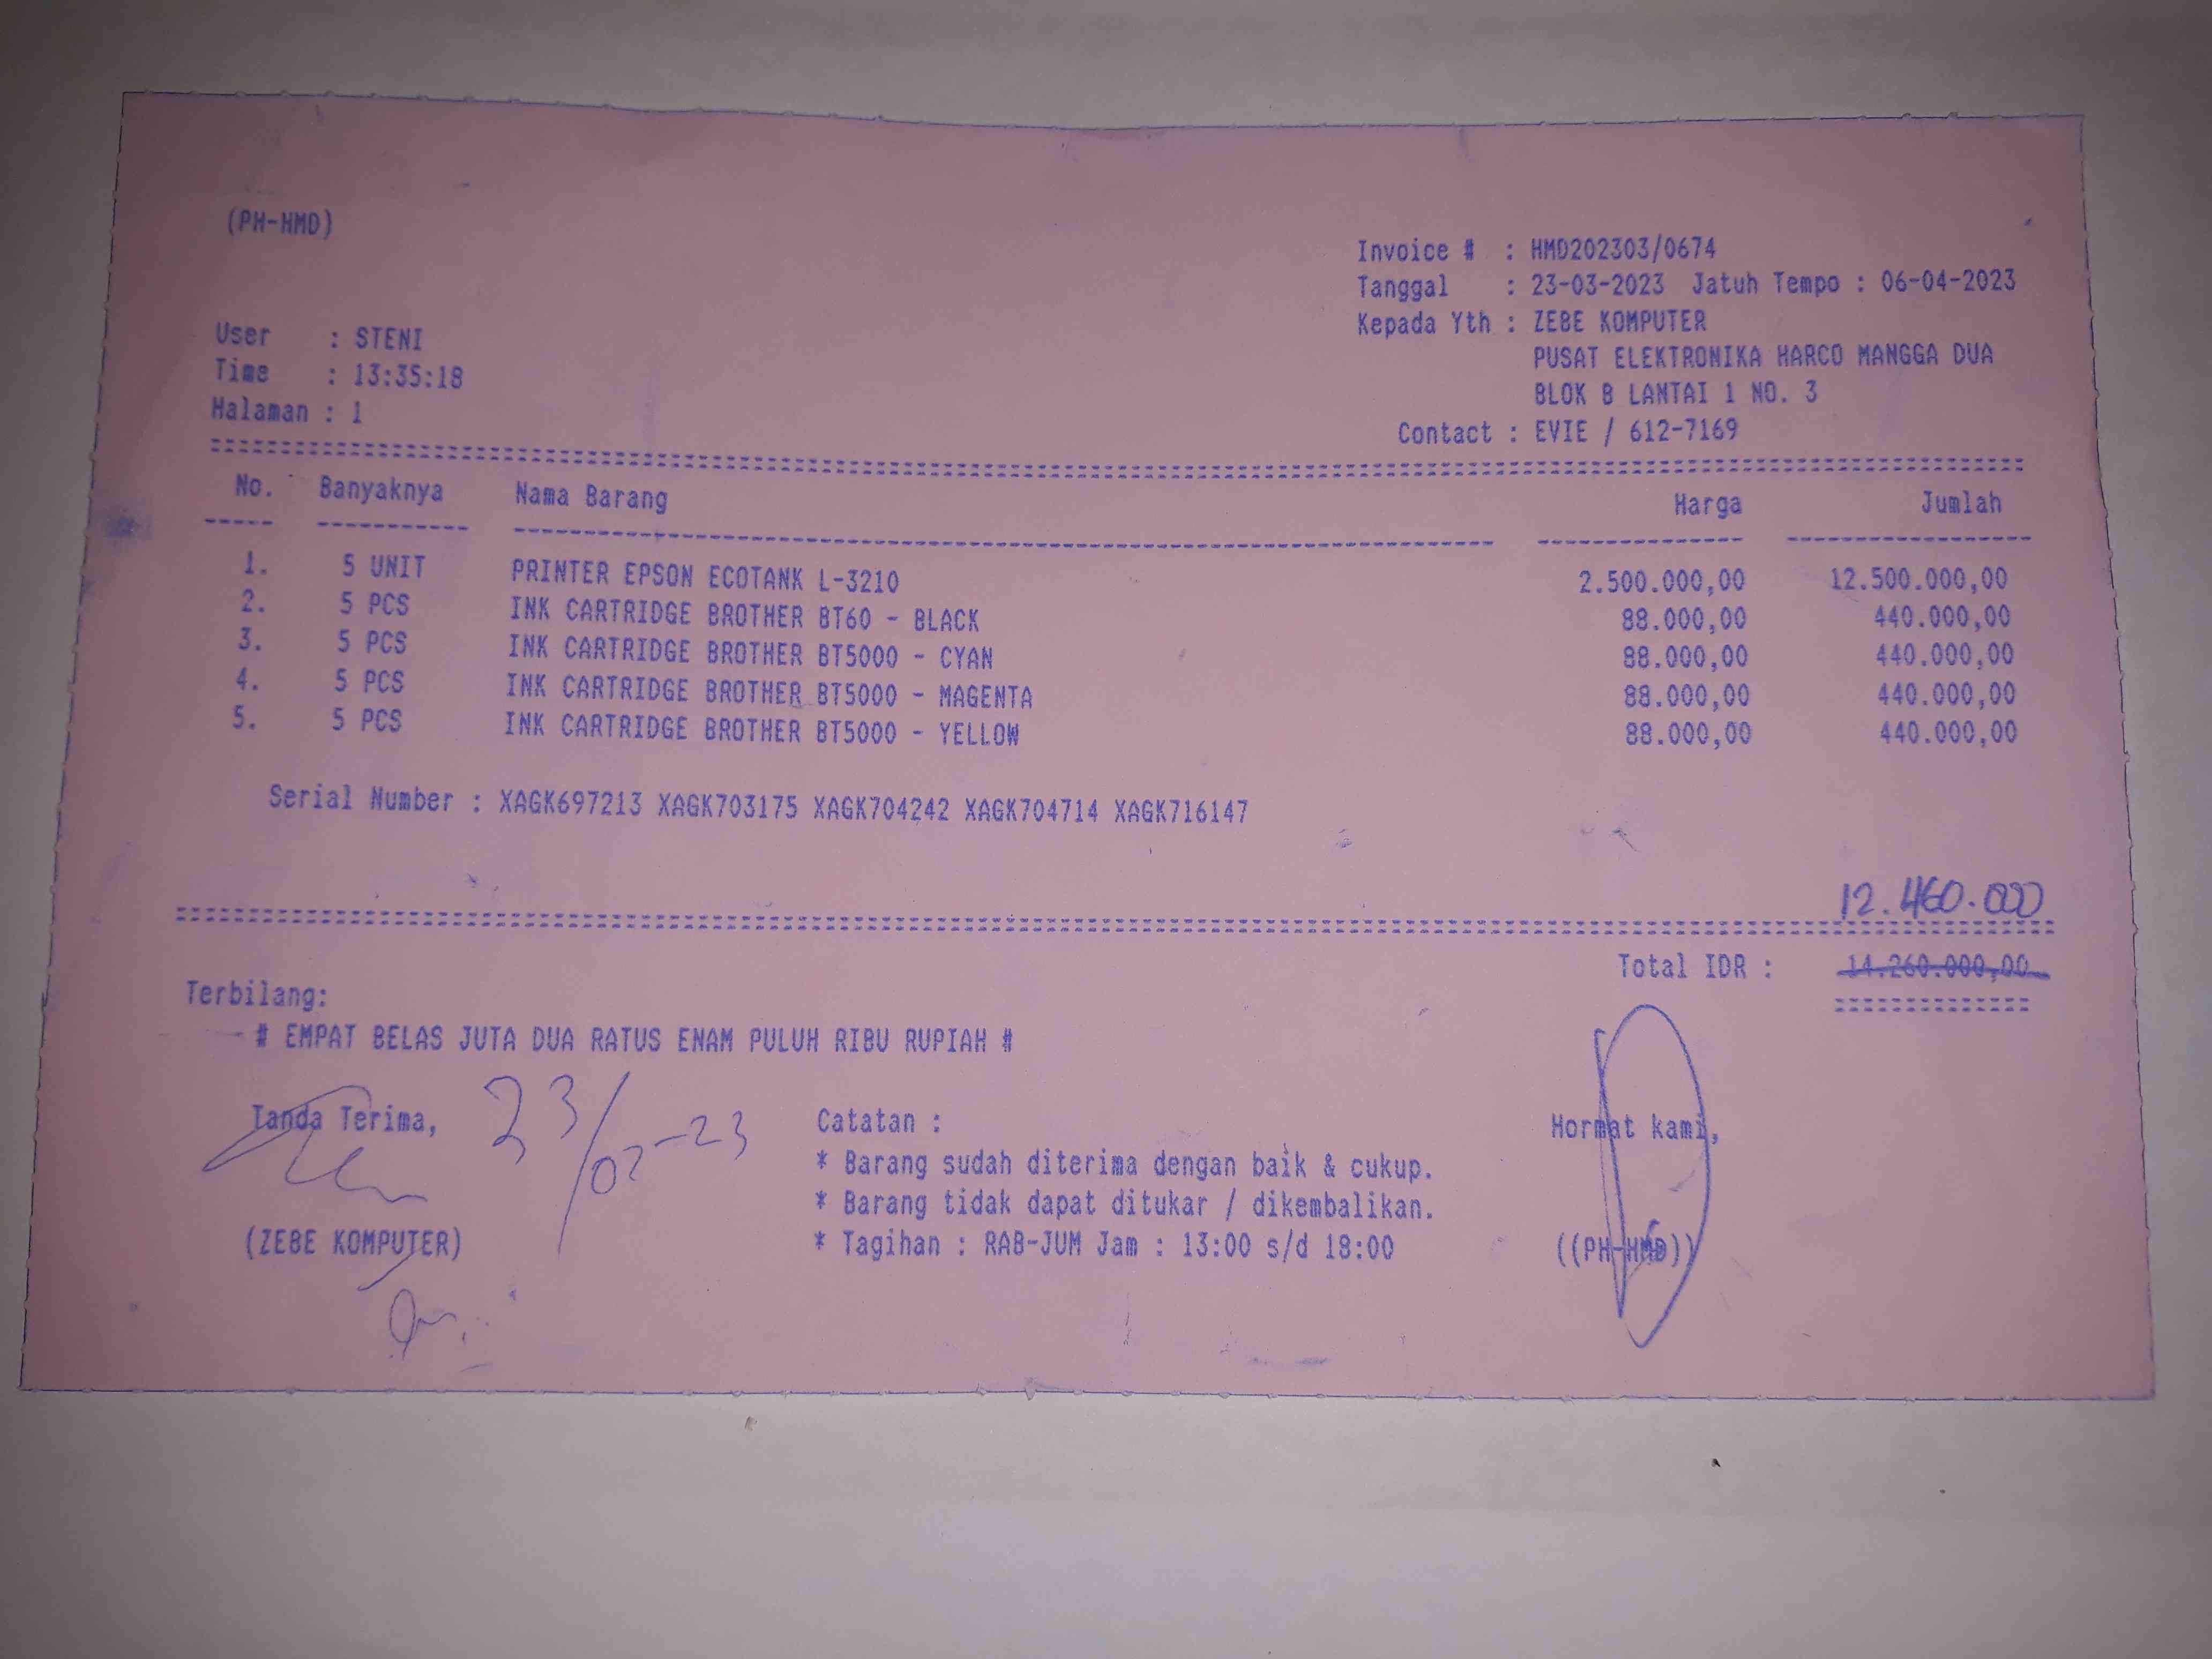 (PH-HMD)
Invoice # : HMD202303/0674
Tanggal : 23-03-2023 Jatuh Tempo : 06-04-2023
Kepada Yth : ZEBE KOMPUTER
PUSAT ELEKTRONIKA HARCO MANGGA DUA
BLOK B LANTAI 1 NO. 3
Contact : EVIE / 612-7169
User : STENI
Time : 13:35:18
Halaman : 1
No. Banyaknya Nama Barang Harga Jumlah
1. 5 UNIT PRINTER EPSON ECOTANK L-3210 2.500.000,00 12.500.000,00
2. 5 PCS INK CARTRIDGE BROTHER BT60 - BLACK 88.000,00 440.000,00
3. 5 PCS INK CARTRIDGE BROTHER BT5000 - CYAN 88.000,00 440.000,00
4. 5 PCS INK CARTRIDGE BROTHER BT5000 - MAGENTA 88.000,00 440.000,00
5. 5 PCS INK CARTRIDGE BROTHER BT5000 - YELLOW 88.000,00 440.000,00
Serial Number : XAGK697213 XAGK703175 XAGK704242 XAGK704714 XAGK716147
12.460.000
Total IDR : 14.260.000,00
Terbilang:
# EMPAT BELAS JUTA DUA RATUS ENAM PULUH RIBU RUPIAH #
Tanda Terima, Catatan : Hormat kami,
* Barang sudah diterima dengan baik & cukup.
* Barang tidak dapat ditukar / dikembalikan.
(ZEBE KOMPUTER) * Tagihan : RAB-JUM Jam : 13:00 s/d 18:00 ((PH-HMD))